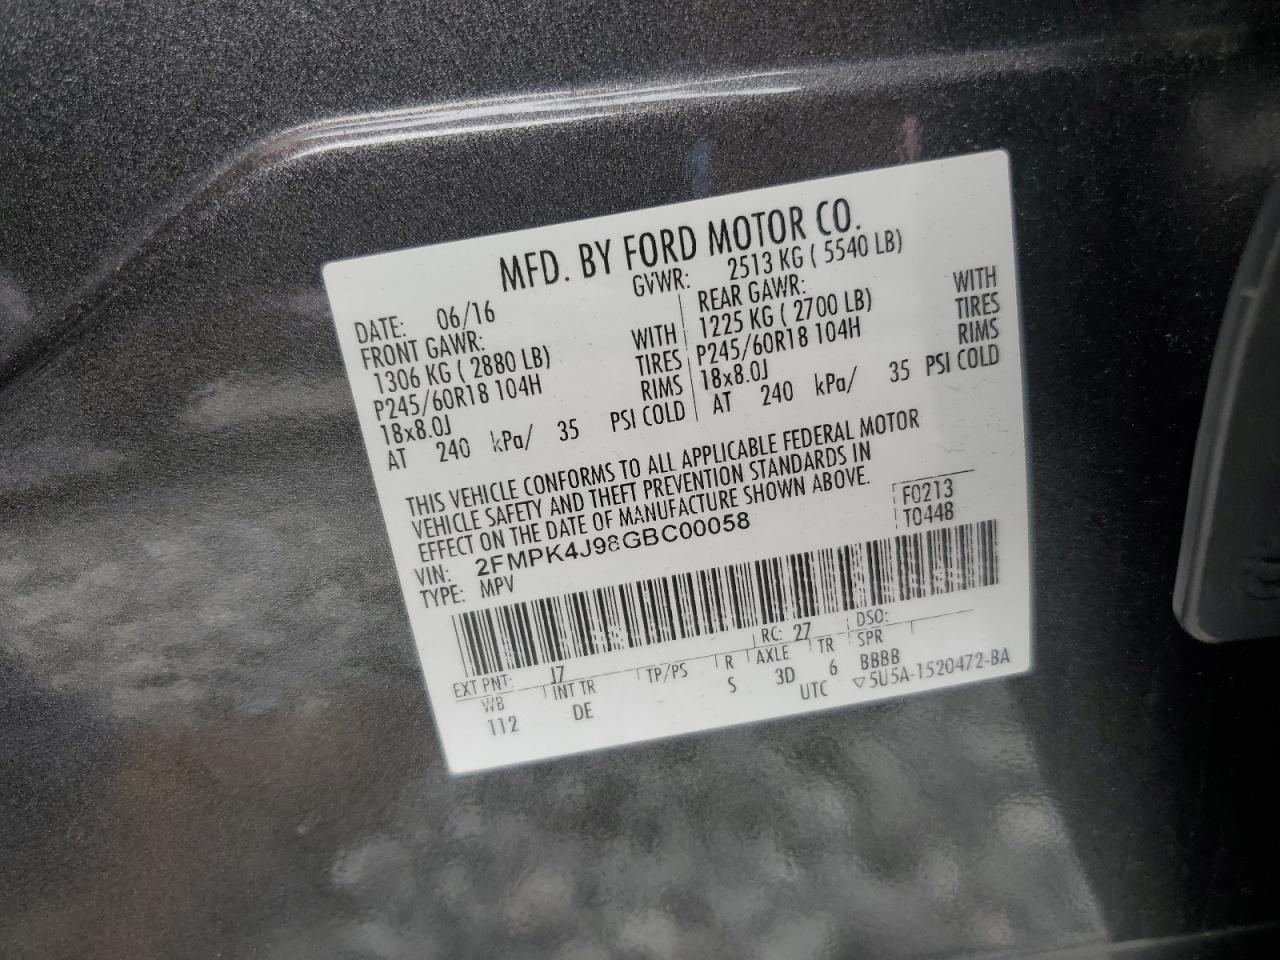 MFD. BY FORD MOTOR CO.
DATE: 06/16 GVWR: 2513 KG ( 5540 LB)
FRONT GAWR: REAR GAWR:
1306 KG ( 2880 LB) WITH 1225 KG ( 2700 LB) WITH
P245/60R18 104H TIRES P245/60R18 104H TIRES
18x8.0J RIMS 18x8.0J RIMS
AT 240 kPa/ 35 PSI COLD AT 240 kPa/ 35 PSI COLD
THIS VEHICLE CONFORMS TO ALL APPLICABLE FEDERAL MOTOR
VEHICLE SAFETY AND THEFT PREVENTION STANDARDS IN
EFFECT ON THE DATE OF MANUFACTURE SHOWN ABOVE.
VIN: 2FMPK4J98GBC00058 F0213
TYPE: MPV T0448
EXT PNT: J7 RC: 27 DSO:
WB INT TR TP/PS R AXLE TR SPR
112 DE S 3D 6 BBBB
UTC ▽5U5A-1520472-BA